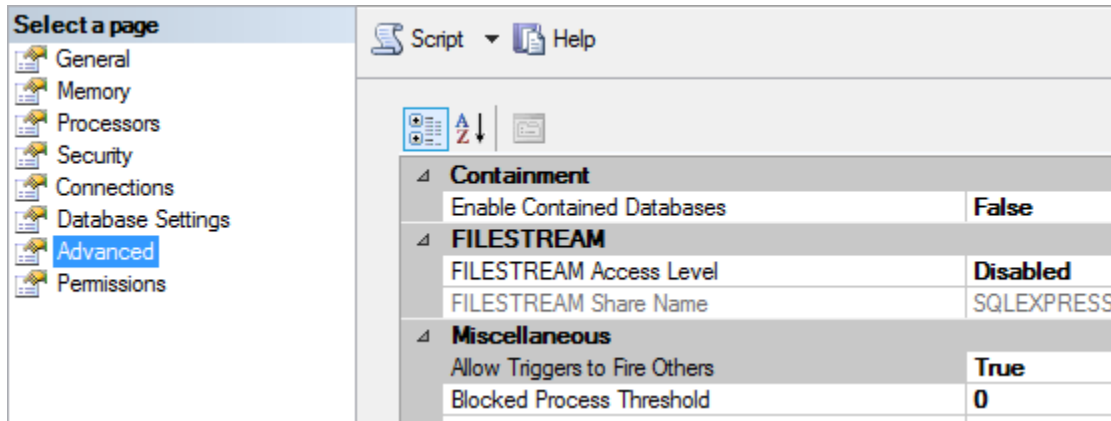 Select a page
General
Memory
Processors
Security
Connections
Database Settings
Advanced
Permissions
Script Help
Containment
Enable Contained Databases False
FILESTREAM
FILESTREAM Access Level Disabled
FILESTREAM Share Name SQLEXPRESS
Miscellaneous
Allow Triggers to Fire Others True
Blocked Process Threshold 0